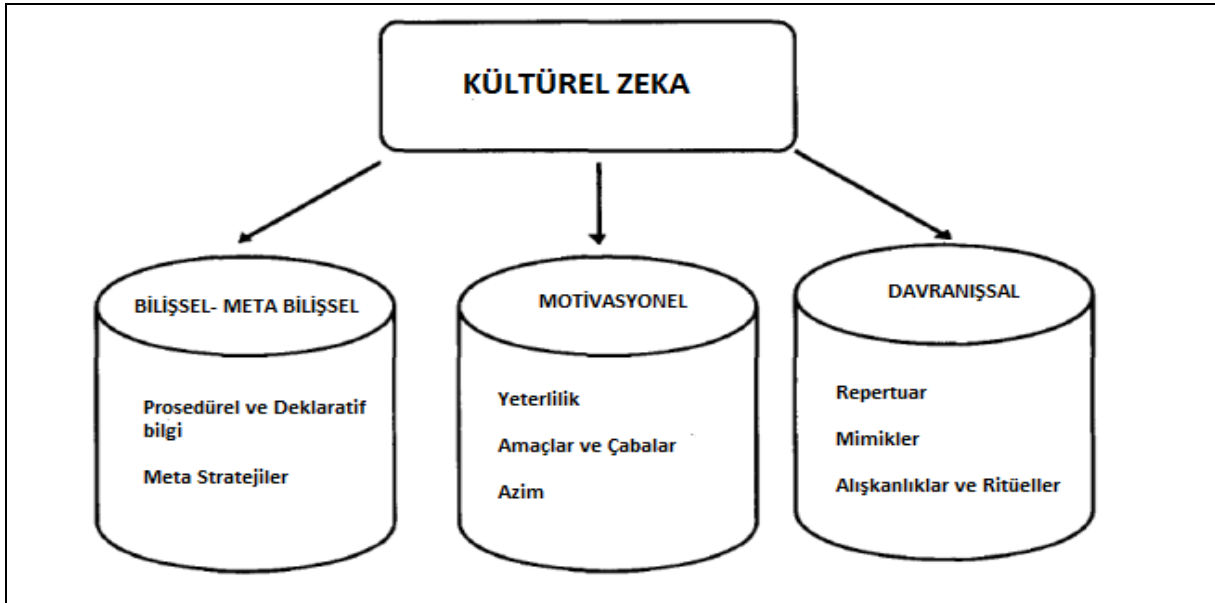 KÜLTÜREL ZEKA
BİLİŞSEL- META BİLİŞSEL
Prosedürel ve Deklaratif
bilgi
Meta Stratejiler
MOTİVASYONEL
Yeterlilik
Amaçlar ve Çabalar
Azim
DAVRANIŞSAL
Repertuar
Mimikler
Alışkanlıklar ve Ritüeller